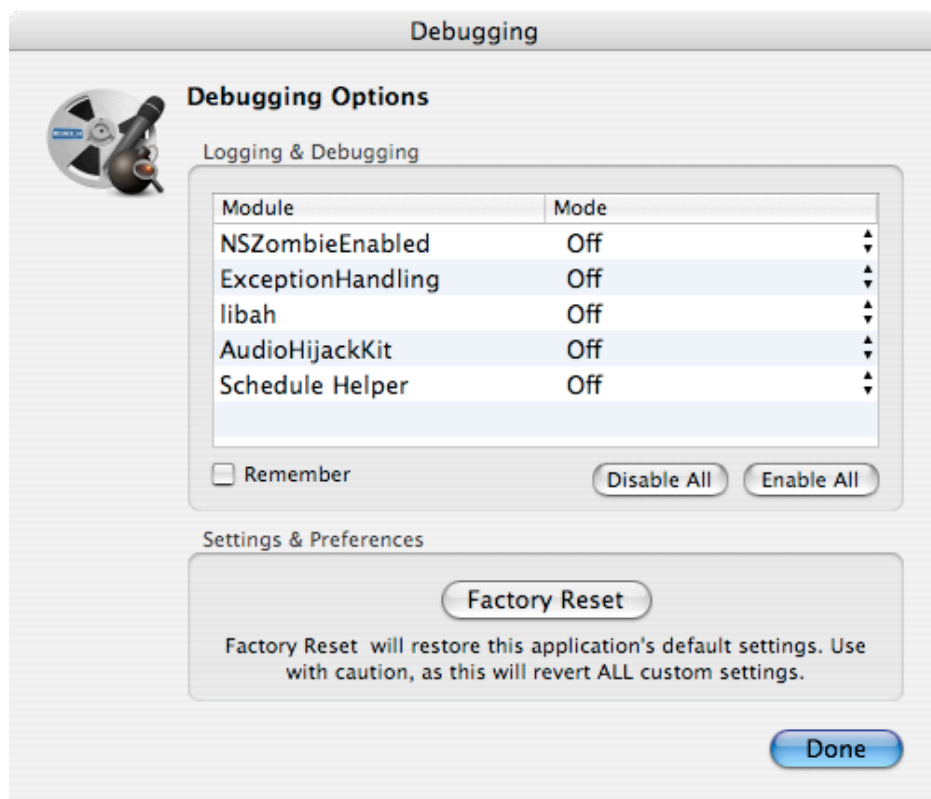 Debugging
Debugging Options
Logging & Debugging
Module Mode
NSZombieEnabled Off
ExceptionHandling Off
libah Off
AudioHijackKit Off
Schedule Helper Off
Remember Disable All Enable All
Settings & Preferences
Factory Reset
Factory Reset will restore this application's default settings. Use
with caution, as this will revert ALL custom settings.
Done